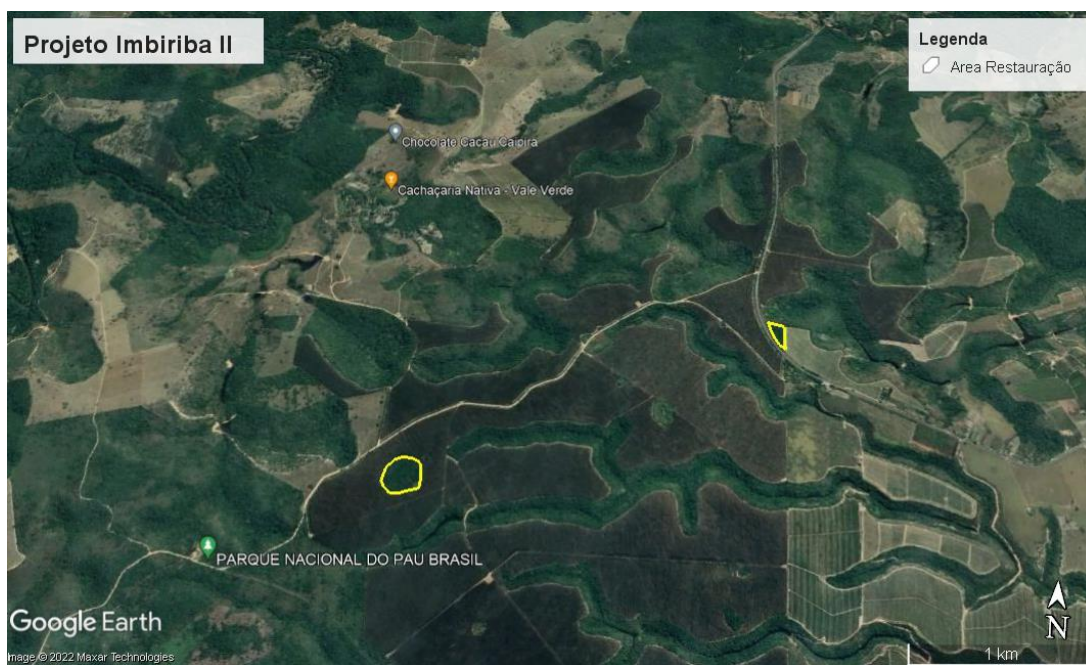 Projeto Imbiriba II
Legenda
Area Restauração
Chocolate Cacau Caipira
Cachaçaria Nativa - Vale Verde
PARQUE NACIONAL DO PAU BRASIL
Google Earth
N
Image © 2022 Maxar Technologies
1 km